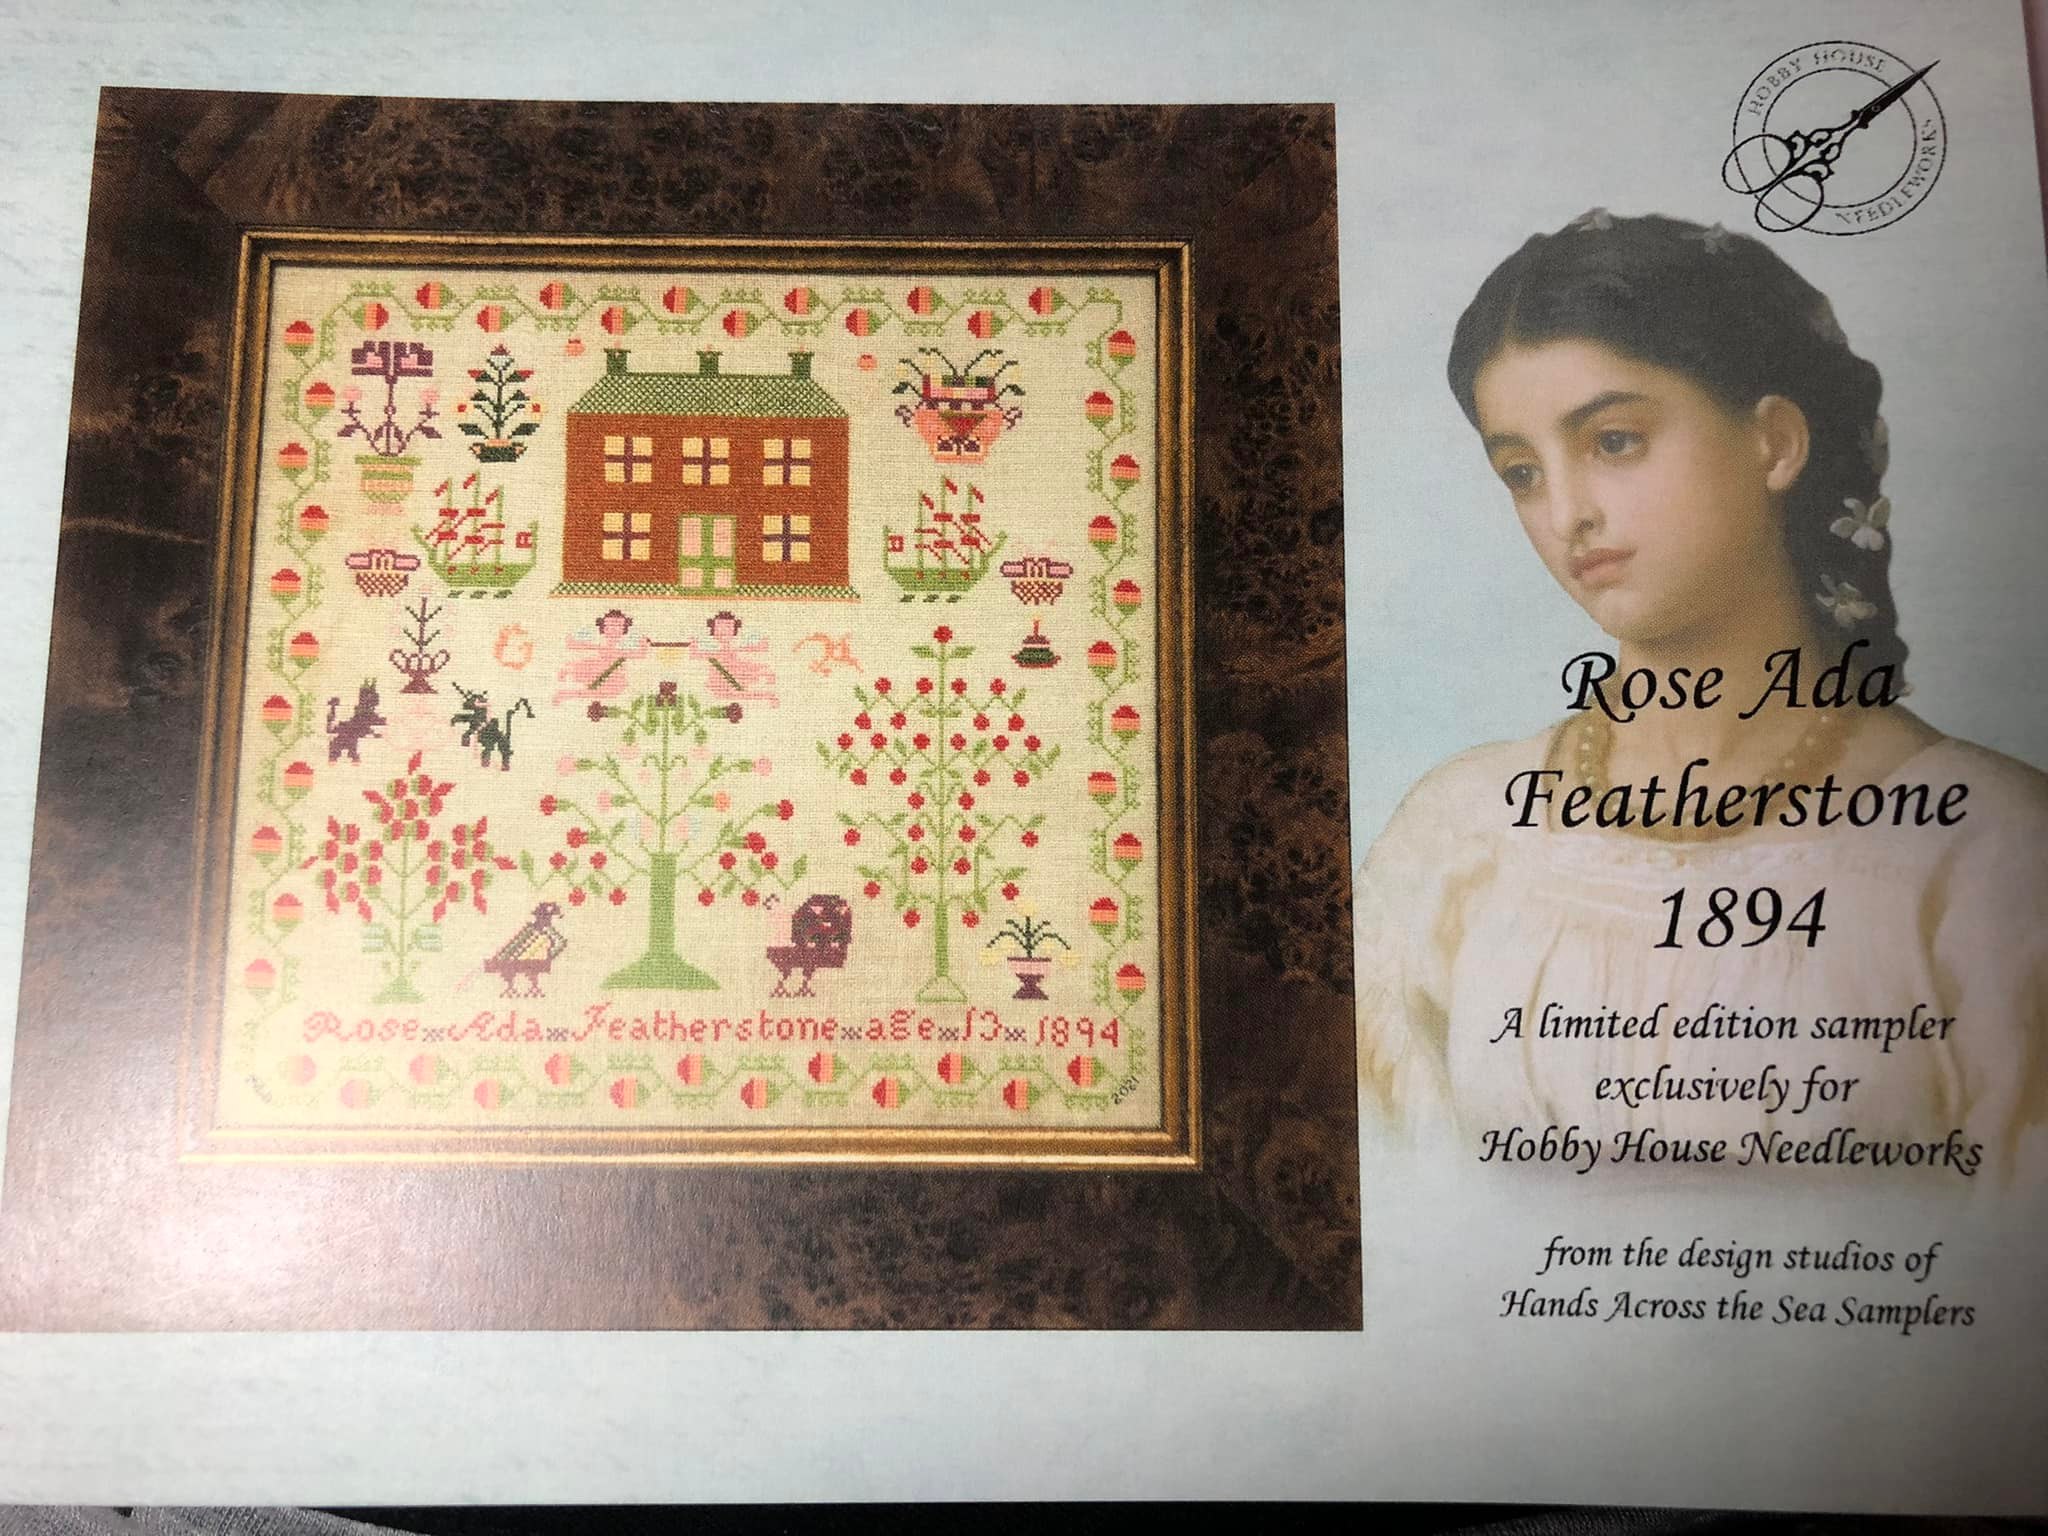 HOBBY HOUSE
NEEDLEWORKS
Rose Ada Featherstone age 13 1894
2021
Rose Ada
Featherstone
1894
A limited edition sampler
exclusively for
Hobby House Needleworks
from the design studios of
Hands Across the Sea Samplers